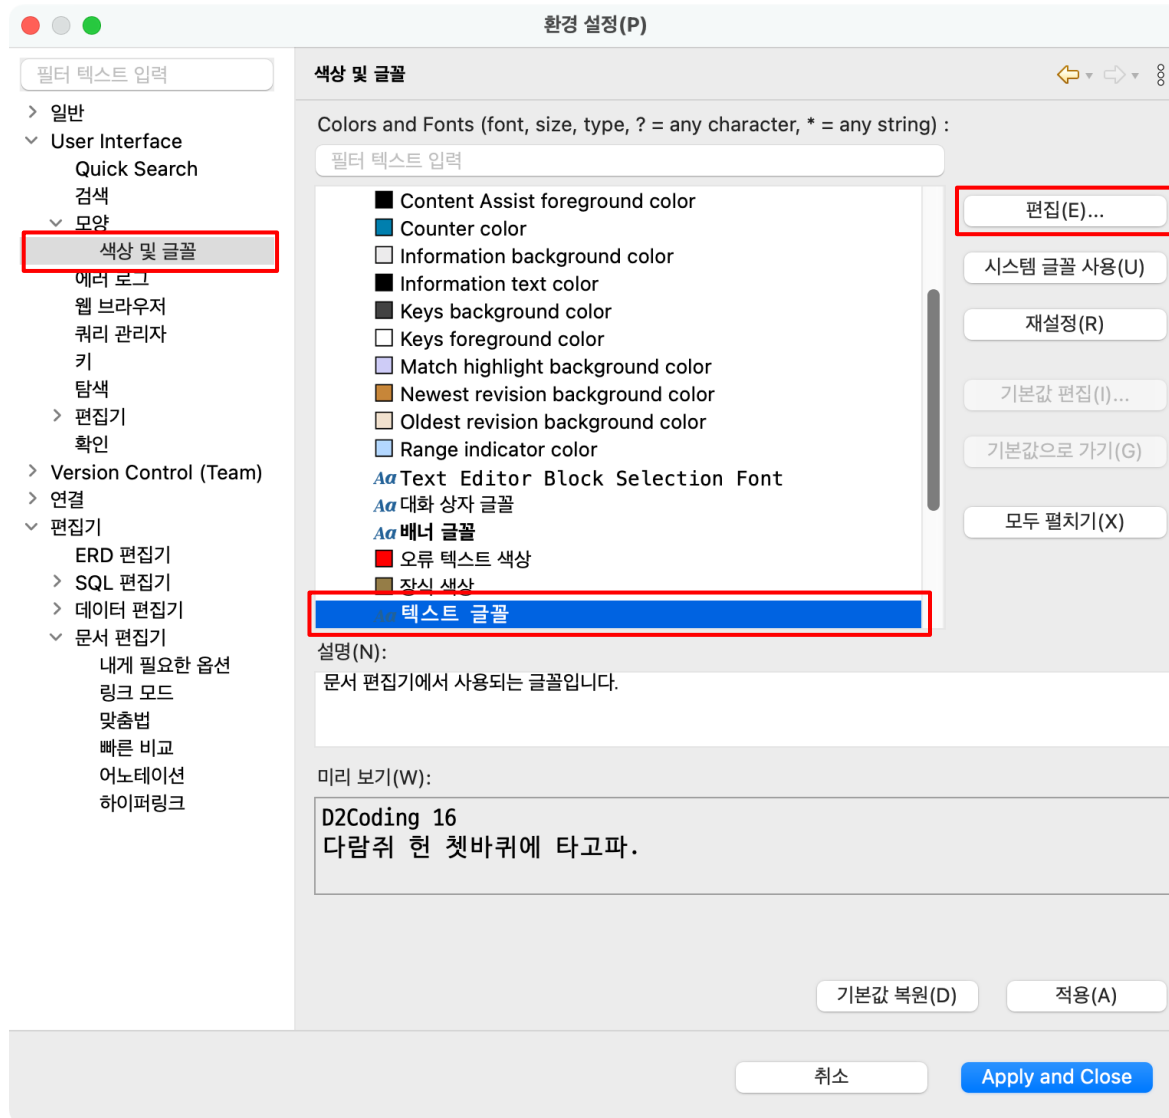 환경 설정(P)
필터 텍스트 입력
일반
User Interface
Quick Search
검색
모양
색상 및 글꼴
에러 로그
웹 브라우저
쿼리 관리자
키
탐색
편집기
확인
Version Control (Team)
연결
편집기
ERD 편집기
SQL 편집기
데이터 편집기
문서 편집기
내게 필요한 옵션
링크 모드
맞춤법
빠른 비교
어노테이션
하이퍼링크
색상 및 글꼴
Colors and Fonts (font, size, type, ? = any character, * = any string) :
필터 텍스트 입력
Content Assist foreground color
Counter color
Information background color
Information text color
Keys background color
Keys foreground color
Match highlight background color
Newest revision background color
Oldest revision background color
Range indicator color
Aa Text Editor Block Selection Font
Aa 대화 상자 글꼴
Aa 배너 글꼴
오류 텍스트 색상
장식 색상
Aa 텍스트 글꼴
편집(E)...
시스템 글꼴 사용(U)
재설정(R)
기본값 편집(I)...
기본값으로 가기(G)
모두 펼치기(X)
설명(N):
문서 편집기에서 사용되는 글꼴입니다.
미리 보기(W):
D2Coding 16
다람쥐 헌 쳇바퀴에 타고파.
기본값 복원(D)
적용(A)
취소
Apply and Close